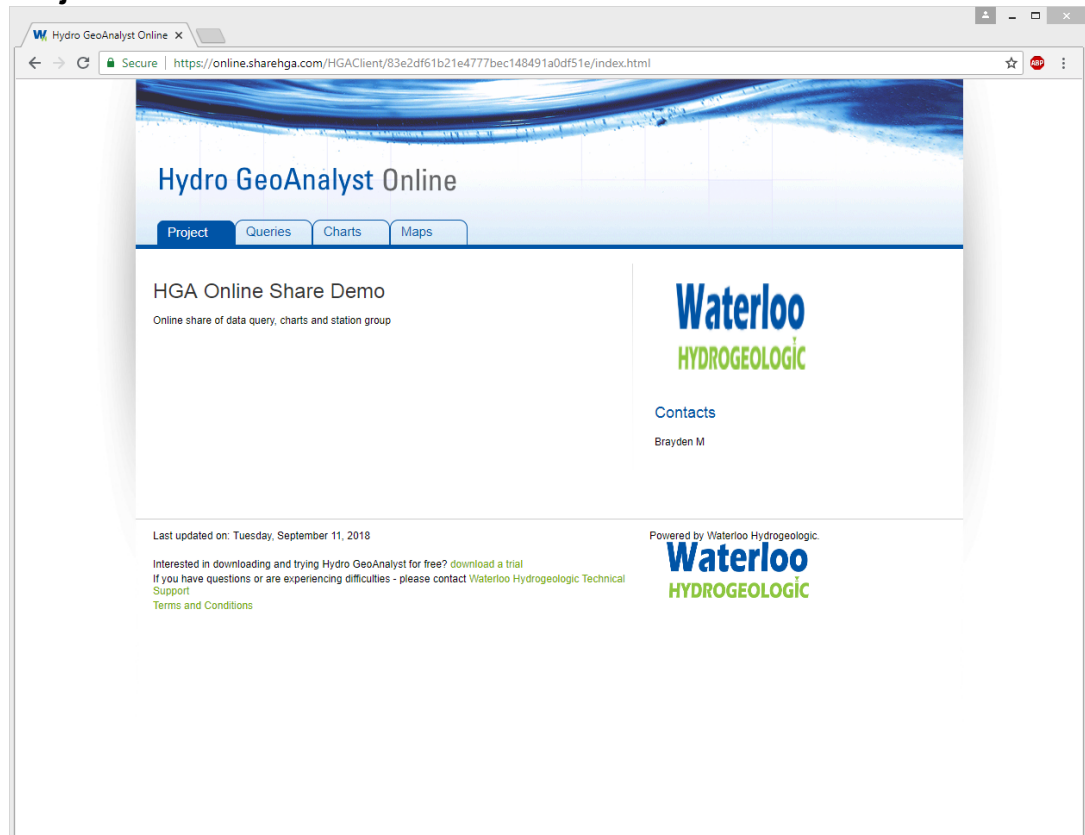 Hydro GeoAnalyst Online
Secure | https://online.sharehga.com/HGAClient/83e2df61b21e4777bec148491a0df51e/index.html
ABP
Hydro GeoAnalyst Online
Project Queries Charts Maps
HGA Online Share Demo
Online share of data query, charts and station group
Waterloo
HYDROGEOLOGIC
Contacts
Brayden M
Last updated on: Tuesday, September 11, 2018
Interested in downloading and trying Hydro GeoAnalyst for free? download a trial
If you have questions or are experiencing difficulties - please contact Waterloo Hydrogeologic Technical
Support
Terms and Conditions
Powered by Waterloo Hydrogeologic.
Waterloo
HYDROGEOLOGIC